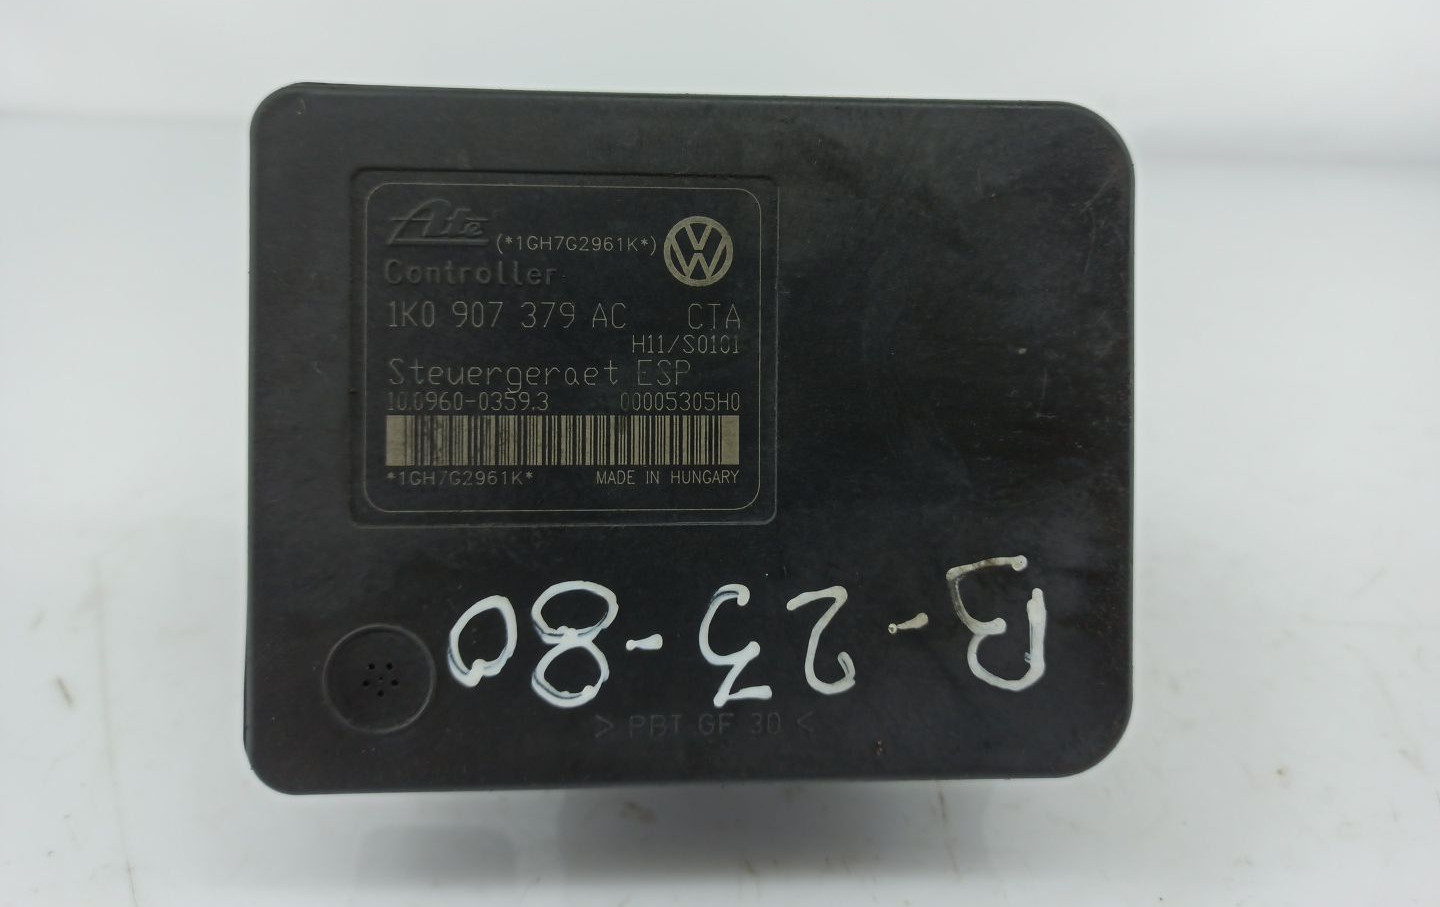 Ate (*1GH7G2961K*)
Controller
1K0 907 379 AC CTA
H11/S0101
Steuergeraet ESP
10.0960-0359.3 00005305H0
*1GH7G2961K* MADE IN HUNGARY
B-23-80
> PBT GF 30 <